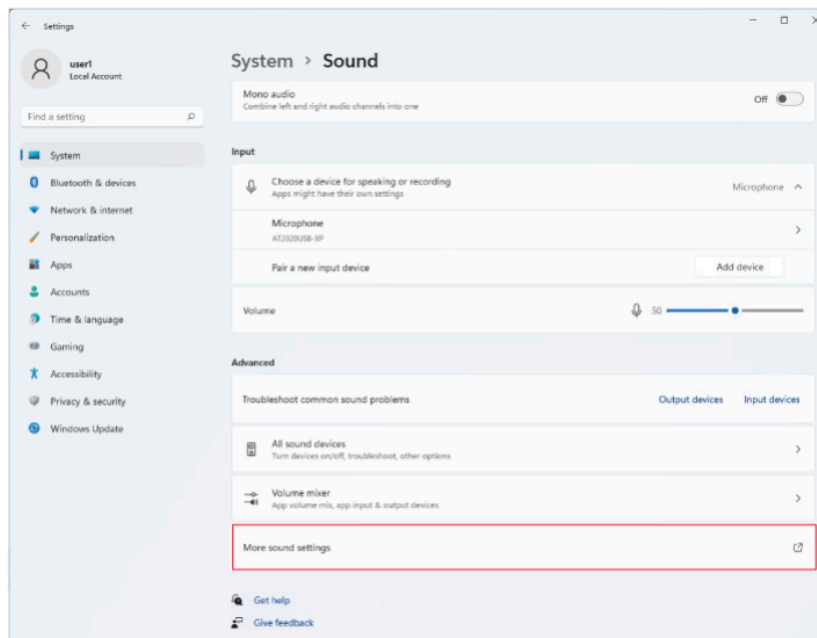 Settings
user1
Local Account
Find a setting
System
Bluetooth & devices
Network & internet
Personalization
Apps
Accounts
Time & language
Gaming
Accessibility
Privacy & security
Windows Update
System > Sound
Mono audio
Combine left and right audio channels into one
Off
Input
Choose a device for speaking or recording
Apps might have their own settings
Microphone
Microphone
AT2020USB-XP
Pair a new input device
Add device
Volume
50
Advanced
Troubleshoot common sound problems
Output devices
Input devices
All sound devices
Turn devices on/off, troubleshoot, other options
Volume mixer
App volume mix, app input & output devices
More sound settings
Get help
Give feedback